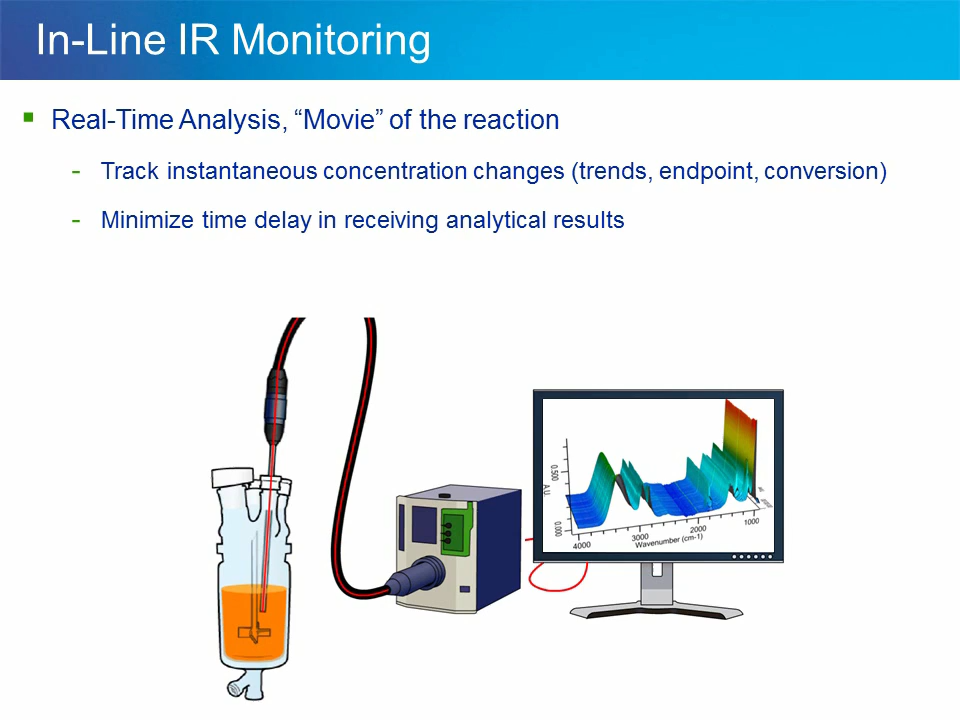 In-Line IR Monitoring
Real-Time Analysis, “Movie” of the reaction
- Track instantaneous concentration changes (trends, endpoint, conversion)
- Minimize time delay in receiving analytical results
0.500
A.U.
0.000
4000
3000
2000
1000
Wavenumber (cm-1)